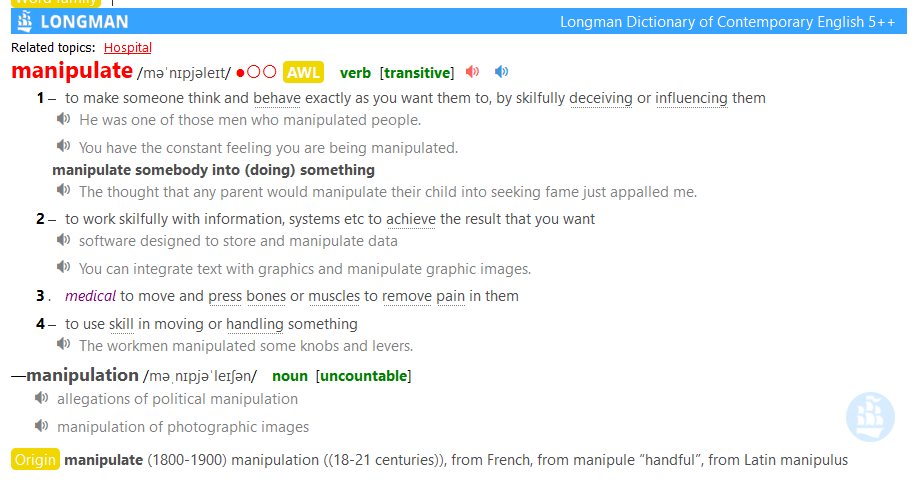 Word family
LONGMAN Longman Dictionary of Contemporary English 5++
Related topics: Hospital
manipulate /məˈnɪpjəleɪt/ ●○○ AWL verb [transitive]
1 – to make someone think and behave exactly as you want them to, by skilfully deceiving or influencing them
He was one of those men who manipulated people.
You have the constant feeling you are being manipulated.
manipulate somebody into (doing) something
The thought that any parent would manipulate their child into seeking fame just appalled me.
2 – to work skilfully with information, systems etc to achieve the result that you want
software designed to store and manipulate data
You can integrate text with graphics and manipulate graphic images.
3 . medical to move and press bones or muscles to remove pain in them
4 – to use skill in moving or handling something
The workmen manipulated some knobs and levers.
—manipulation /məˌnɪpjəˈleɪʃən/ noun [uncountable]
allegations of political manipulation
manipulation of photographic images
Origin manipulate (1800-1900) manipulation ((18-21 centuries)), from French, from manipule “handful”, from Latin manipulus